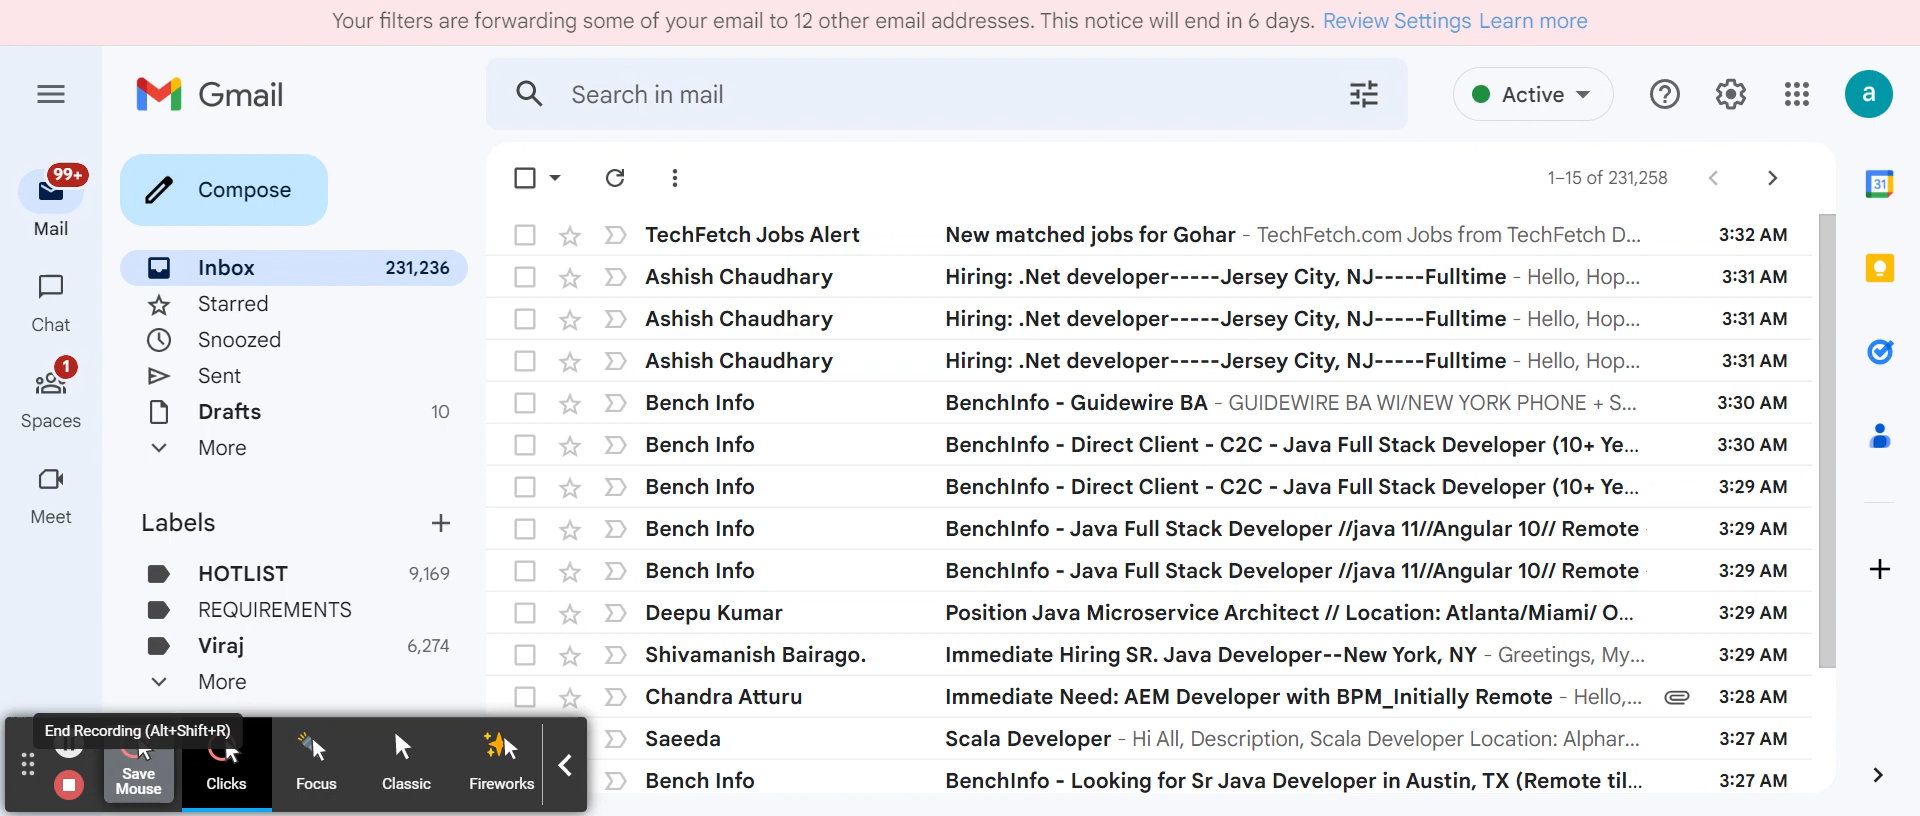 Your filters are forwarding some of your email to 12 other email addresses. This notice will end in 6 days. Review Settings Learn more
Gmail
Search in mail
Active
a
99+
Mail
Chat
1
Spaces
Meet
Compose
Inbox 231,236
Starred
Snoozed
Sent
Drafts 10
More
Labels
HOTLIST 9,169
REQUIREMENTS
Viraj 6,274
More
1–15 of 231,258
TechFetch Jobs Alert New matched jobs for Gohar - TechFetch.com Jobs from TechFetch D... 3:32 AM
Ashish Chaudhary Hiring: .Net developer-----Jersey City, NJ-----Fulltime - Hello, Hop... 3:31 AM
Ashish Chaudhary Hiring: .Net developer-----Jersey City, NJ-----Fulltime - Hello, Hop... 3:31 AM
Ashish Chaudhary Hiring: .Net developer-----Jersey City, NJ-----Fulltime - Hello, Hop... 3:31 AM
Bench Info BenchInfo - Guidewire BA - GUIDEWIRE BA WI/NEW YORK PHONE + S... 3:30 AM
Bench Info BenchInfo - Direct Client - C2C - Java Full Stack Developer (10+ Ye... 3:30 AM
Bench Info BenchInfo - Direct Client - C2C - Java Full Stack Developer (10+ Ye... 3:29 AM
Bench Info BenchInfo - Java Full Stack Developer //java 11//Angular 10// Remote 3:29 AM
Bench Info BenchInfo - Java Full Stack Developer //java 11//Angular 10// Remote 3:29 AM
Deepu Kumar Position Java Microservice Architect // Location: Atlanta/Miami/ O... 3:29 AM
Shivamanish Bairago. Immediate Hiring SR. Java Developer--New York, NY - Greetings, My... 3:29 AM
Chandra Atturu Immediate Need: AEM Developer with BPM_Initially Remote - Hello,... 3:28 AM
Saeeda Scala Developer - Hi All, Description, Scala Developer Location: Alphar... 3:27 AM
Bench Info BenchInfo - Looking for Sr Java Developer in Austin, TX (Remote til... 3:27 AM
31
End Recording (Alt+Shift+R)
Save
Mouse
Clicks
Focus
Classic
Fireworks